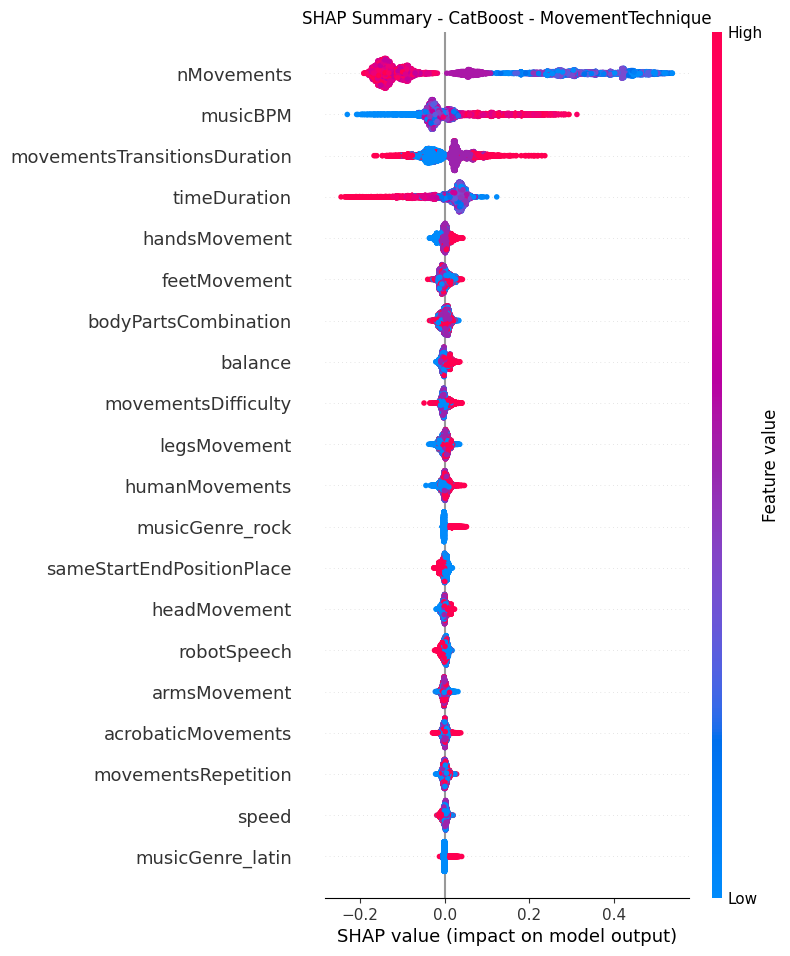 SHAP Summary - CatBoost - MovementTechnique
High
nMovements
musicBPM
movementsTransitionsDuration
timeDuration
handsMovement
feetMovement
bodyPartsCombination
balance
movementsDifficulty
legsMovement
humanMovements
musicGenre_rock
sameStartEndPositionPlace
headMovement
robotSpeech
armsMovement
acrobaticMovements
movementsRepetition
speed
musicGenre_latin
Feature value
Low
−0.2 0.0 0.2 0.4
SHAP value (impact on model output)